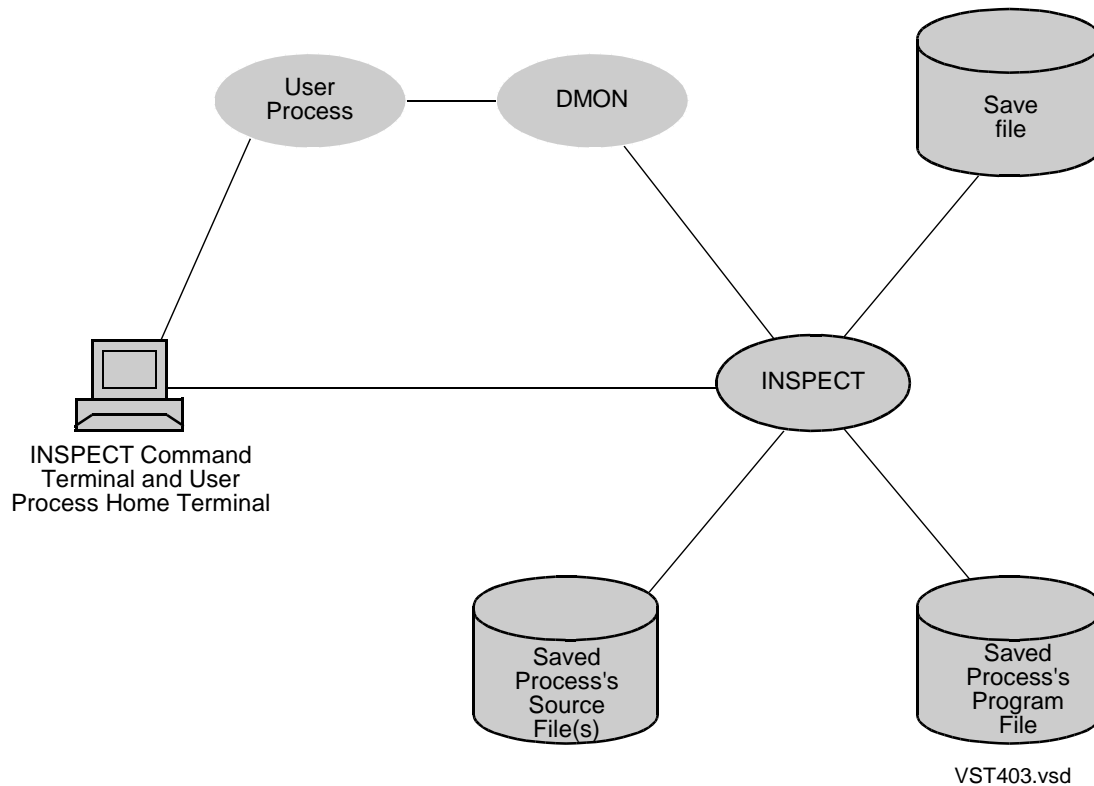 User
Process
DMON
Save
file
INSPECT
INSPECT Command
Terminal and User
Process Home Terminal
Saved
Process's
Source
File(s)
Saved
Process's
Program
File
VST403.vsd